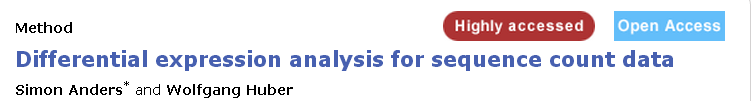 Method
Highly accessed
Open Access
Differential expression analysis for sequence count data
Simon Anders* and Wolfgang Huber